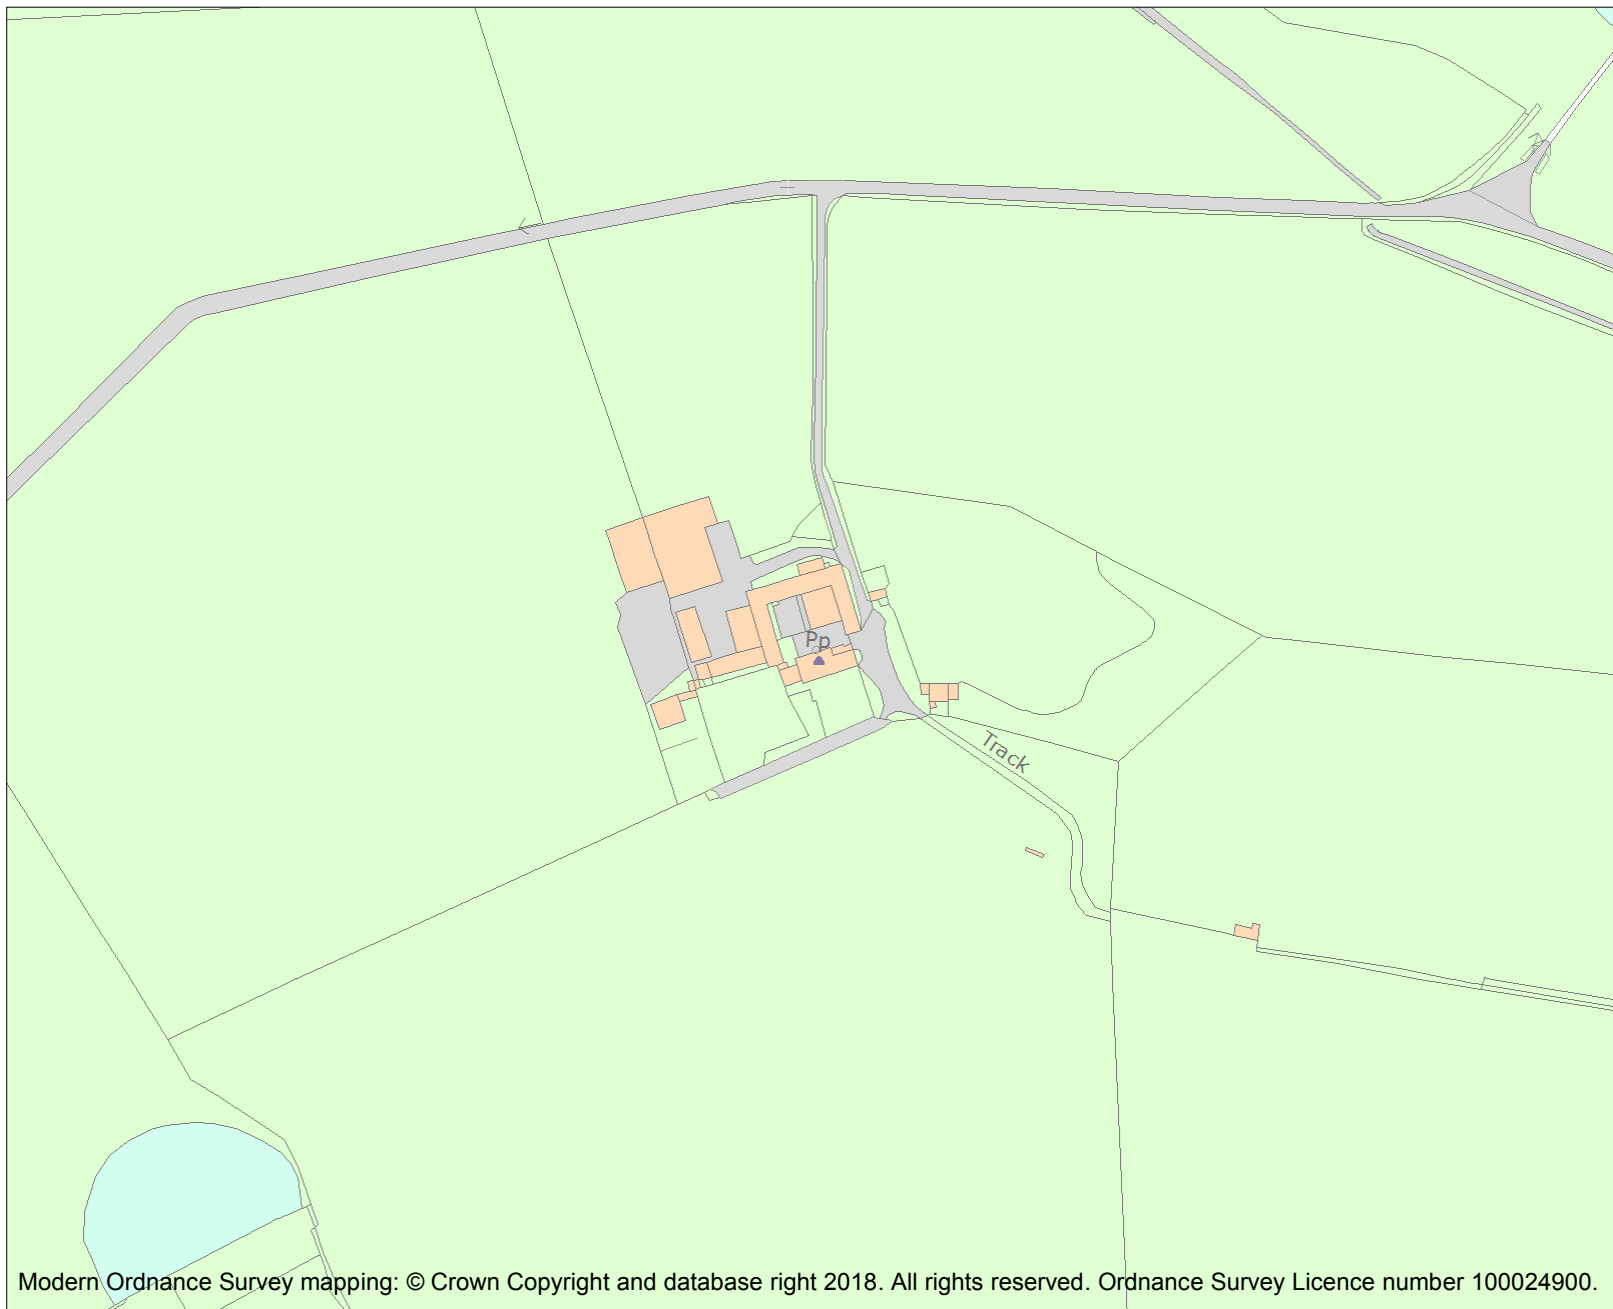 Pp
Track
Modern Ordnance Survey mapping: © Crown Copyright and database right 2018. All rights reserved. Ordnance Survey Licence number 100024900.